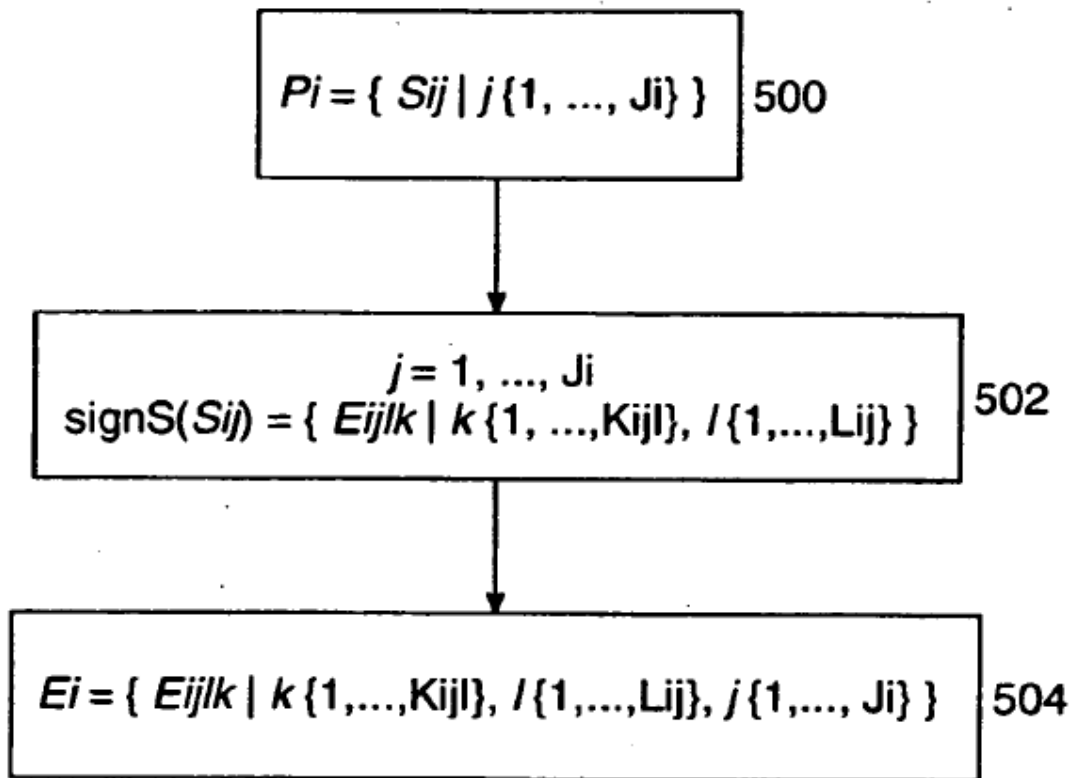 Pi = { Sij | j {1, ..., Ji} }
500
j = 1, ..., Ji
signS(Sij) = { Eijlk | k {1, ...,Kijl}, l {1,...,Lij} }
502
Ei = { Eijlk | k {1,...,Kijl}, l {1,...,Lij}, j {1,..., Ji} }
504